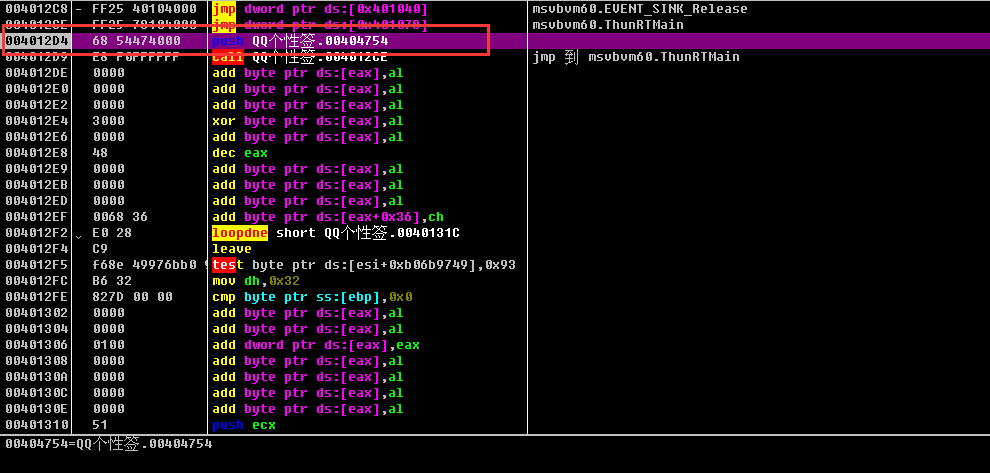 004012C8 - FF25 40104000 jmp dword ptr ds:[0x401040] msvbvm60.EVENT_SINK_Release
004012CE - FF25 78104000 jmp dword ptr ds:[0x401078] msvbvm60.ThunRTMain
004012D4 68 54474000 push QQ个性签.00404754
004012D9 E8 F0FFFFFF call QQ个性签.004012CE jmp 到 msvbvm60.ThunRTMain
004012DE 0000 add byte ptr ds:[eax],al
004012E0 0000 add byte ptr ds:[eax],al
004012E2 0000 add byte ptr ds:[eax],al
004012E4 3000 xor byte ptr ds:[eax],al
004012E6 0000 add byte ptr ds:[eax],al
004012E8 48 dec eax
004012E9 0000 add byte ptr ds:[eax],al
004012EB 0000 add byte ptr ds:[eax],al
004012ED 0000 add byte ptr ds:[eax],al
004012EF 0068 36 add byte ptr ds:[eax+0x36],ch
004012F2 E0 28 loopdne short QQ个性签.0040131C
004012F4 C9 leave
004012F5 f68e 49976bb0 9 test byte ptr ds:[esi+0xb06b9749],0x93
004012FC B6 32 mov dh,0x32
004012FE 827D 00 00 cmp byte ptr ss:[ebp],0x0
00401302 0000 add byte ptr ds:[eax],al
00401304 0000 add byte ptr ds:[eax],al
00401306 0100 add dword ptr ds:[eax],eax
00401308 0000 add byte ptr ds:[eax],al
0040130A 0000 add byte ptr ds:[eax],al
0040130C 0000 add byte ptr ds:[eax],al
0040130E 0000 add byte ptr ds:[eax],al
00401310 51 push ecx
00404754=QQ个性签.00404754